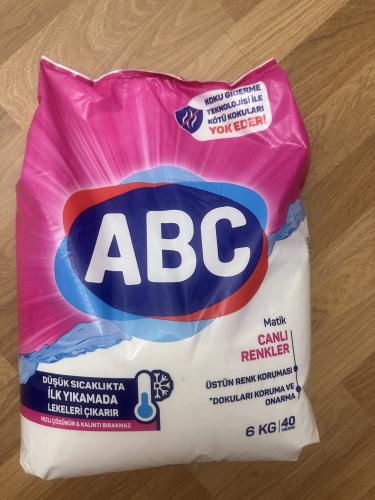 KOKU GİDERME
TEKNOLOJİSİ İLE
KÖTÜ KOKULARI
YOK EDER!
ABC
Matik
CANLI
RENKLER
ÜSTÜN RENK KORUMASI
*DOKULARI KORUMA VE
ONARMA
6 KG 40
YIKAMA
DÜŞÜK SICAKLIKTA
İLK YIKAMADA
LEKELERİ ÇIKARIR
HIZLI ÇÖZÜNÜR & KALINTI BIRAKMAZ